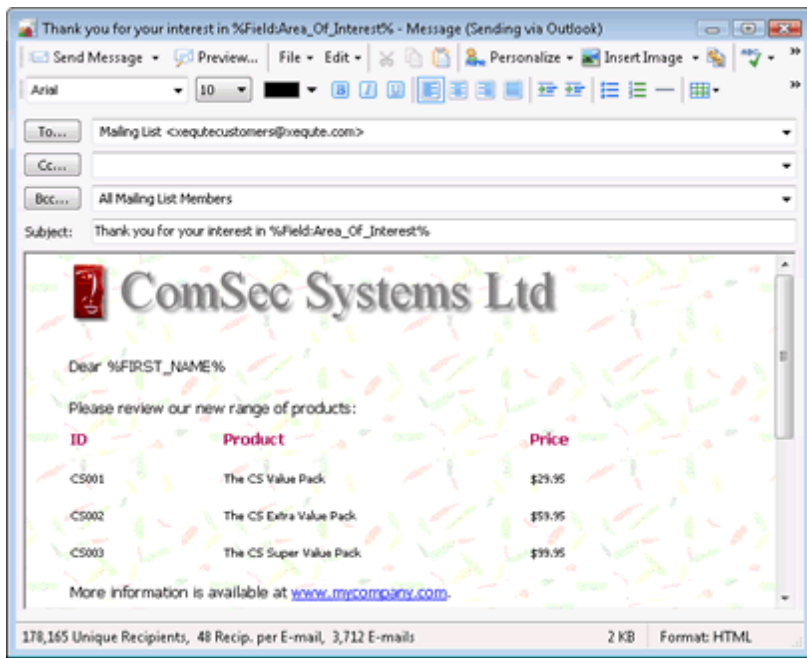 Thank you for your interest in %Field:Area_Of_Interest% - Message (Sending via Outlook)
Send Message Preview... File Edit Personalize Insert Image ABC
Arial 10 B I U
To... Mailing List <xequtecustomers@xequte.com>
Cc...
Bcc... All Mailing List Members
Subject: Thank you for your interest in %Field:Area_Of_Interest%
ComSec Systems Ltd
Dear %FIRST_NAME%
Please review our new range of products:
ID Product Price
CS001 The CS Value Pack $29.95
CS002 The CS Extra Value Pack $59.95
CS003 The CS Super Value Pack $99.95
More information is available at www.mycompany.com.
178,165 Unique Recipients, 48 Recip. per E-mail, 3,712 E-mails 2 KB Format: HTML